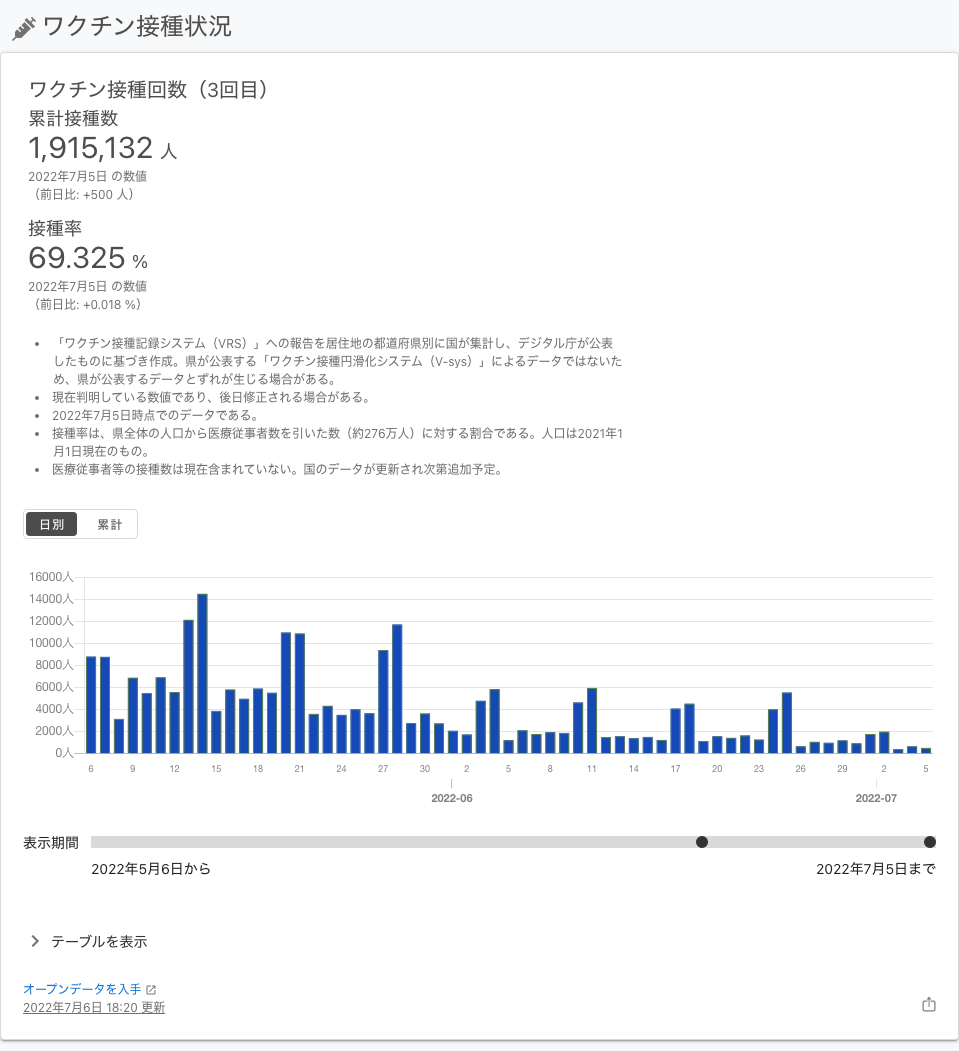 ワクチン接種状況
ワクチン接種回数（3回目）
累計接種数
1,915,132 人
2022年7月5日 の数値
（前日比: +500 人）
接種率
69.325 %
2022年7月5日 の数値
（前日比: +0.018 %）
• 「ワクチン接種記録システム（VRS）」への報告を居住地の都道府県別に国が集計し、デジタル庁が公表
したものに基づき作成。県が公表する「ワクチン接種円滑化システム（V-sys）」によるデータではないた
め、県が公表するデータとずれが生じる場合がある。
• 現在判明している数値であり、後日修正される場合がある。
• 2022年7月5日時点でのデータである。
• 接種率は、県全体の人口から医療従事者数を引いた数（約276万人）に対する割合である。人口は2021年1
月1日現在のもの。
• 医療従事者等の接種数は現在含まれていない。国のデータが更新され次第追加予定。
日別 累計
16000人
14000人
12000人
10000人
8000人
6000人
4000人
2000人
0人
6 9 12 15 18 21 24 27 30 2 5 8 11 14 17 20 23 26 29 2 5
2022-06 2022-07
表示期間
2022年5月6日から 2022年7月5日まで
テーブルを表示
オープンデータを入手
2022年7月6日 18:20 更新